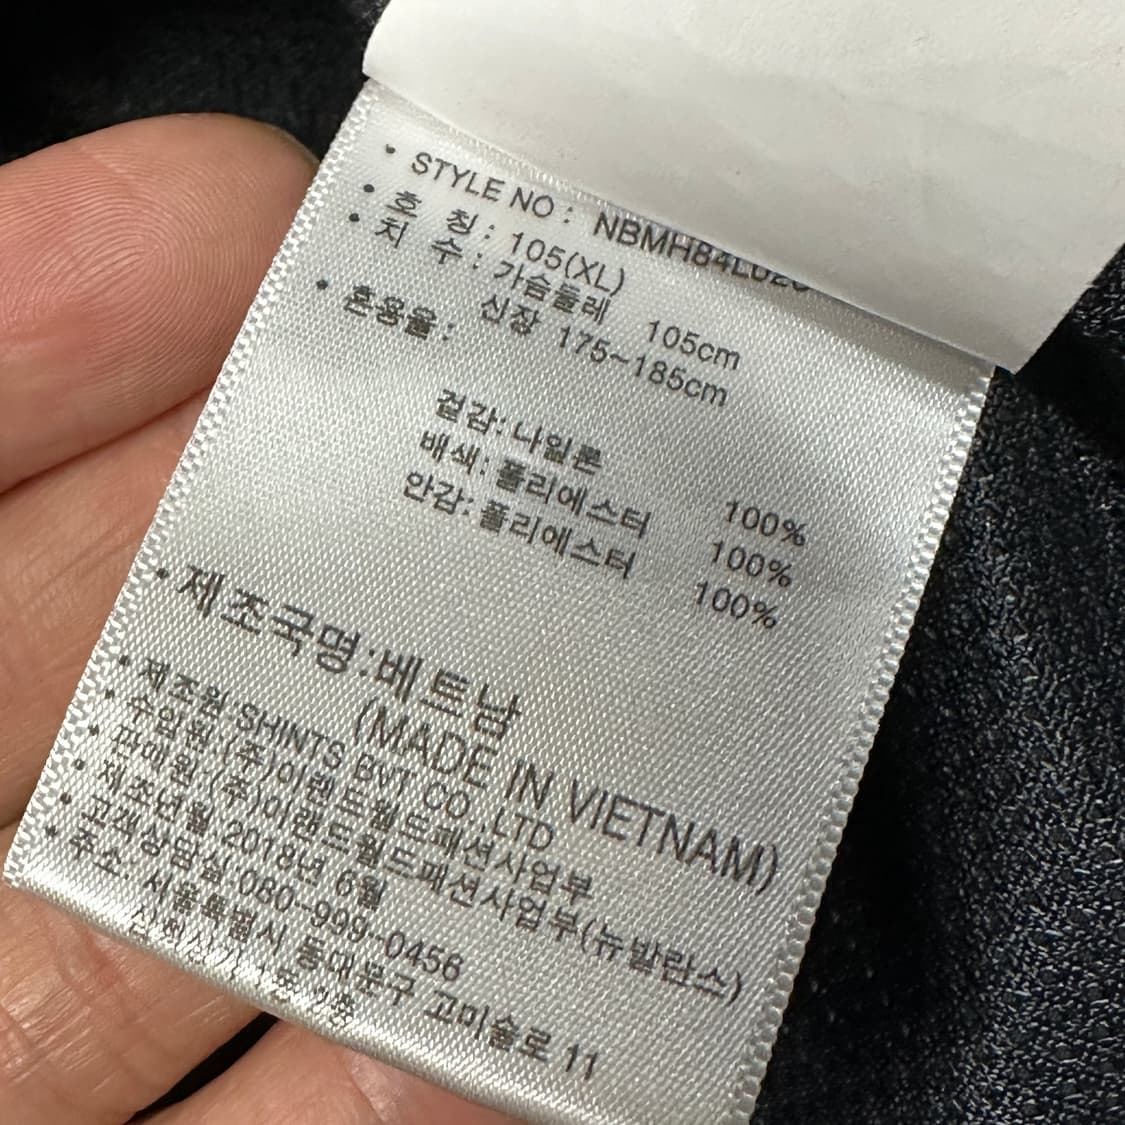 • STYLE NO : NBMH84L02
• 호 칭 : 105(XL)
• 치 수 : 가슴둘레 105cm
신장 175~185cm
• 혼용율 :
겉감: 나일론 100%
배색: 폴리에스터 100%
안감: 폴리에스터 100%
• 제조국명:베트남
(MADE IN VIETNAM)
• 제조원:SHINTS BVT CO.,LTD
• 수입원:(주)이랜드월드패션사업부
• 판매원:(주)이랜드월드패션사업부(뉴발란스)
• 제조년월:2018년 6월
• 고객상담실:080-999-0456
• 주소: 서울특별시 동대문구 고미술로 11